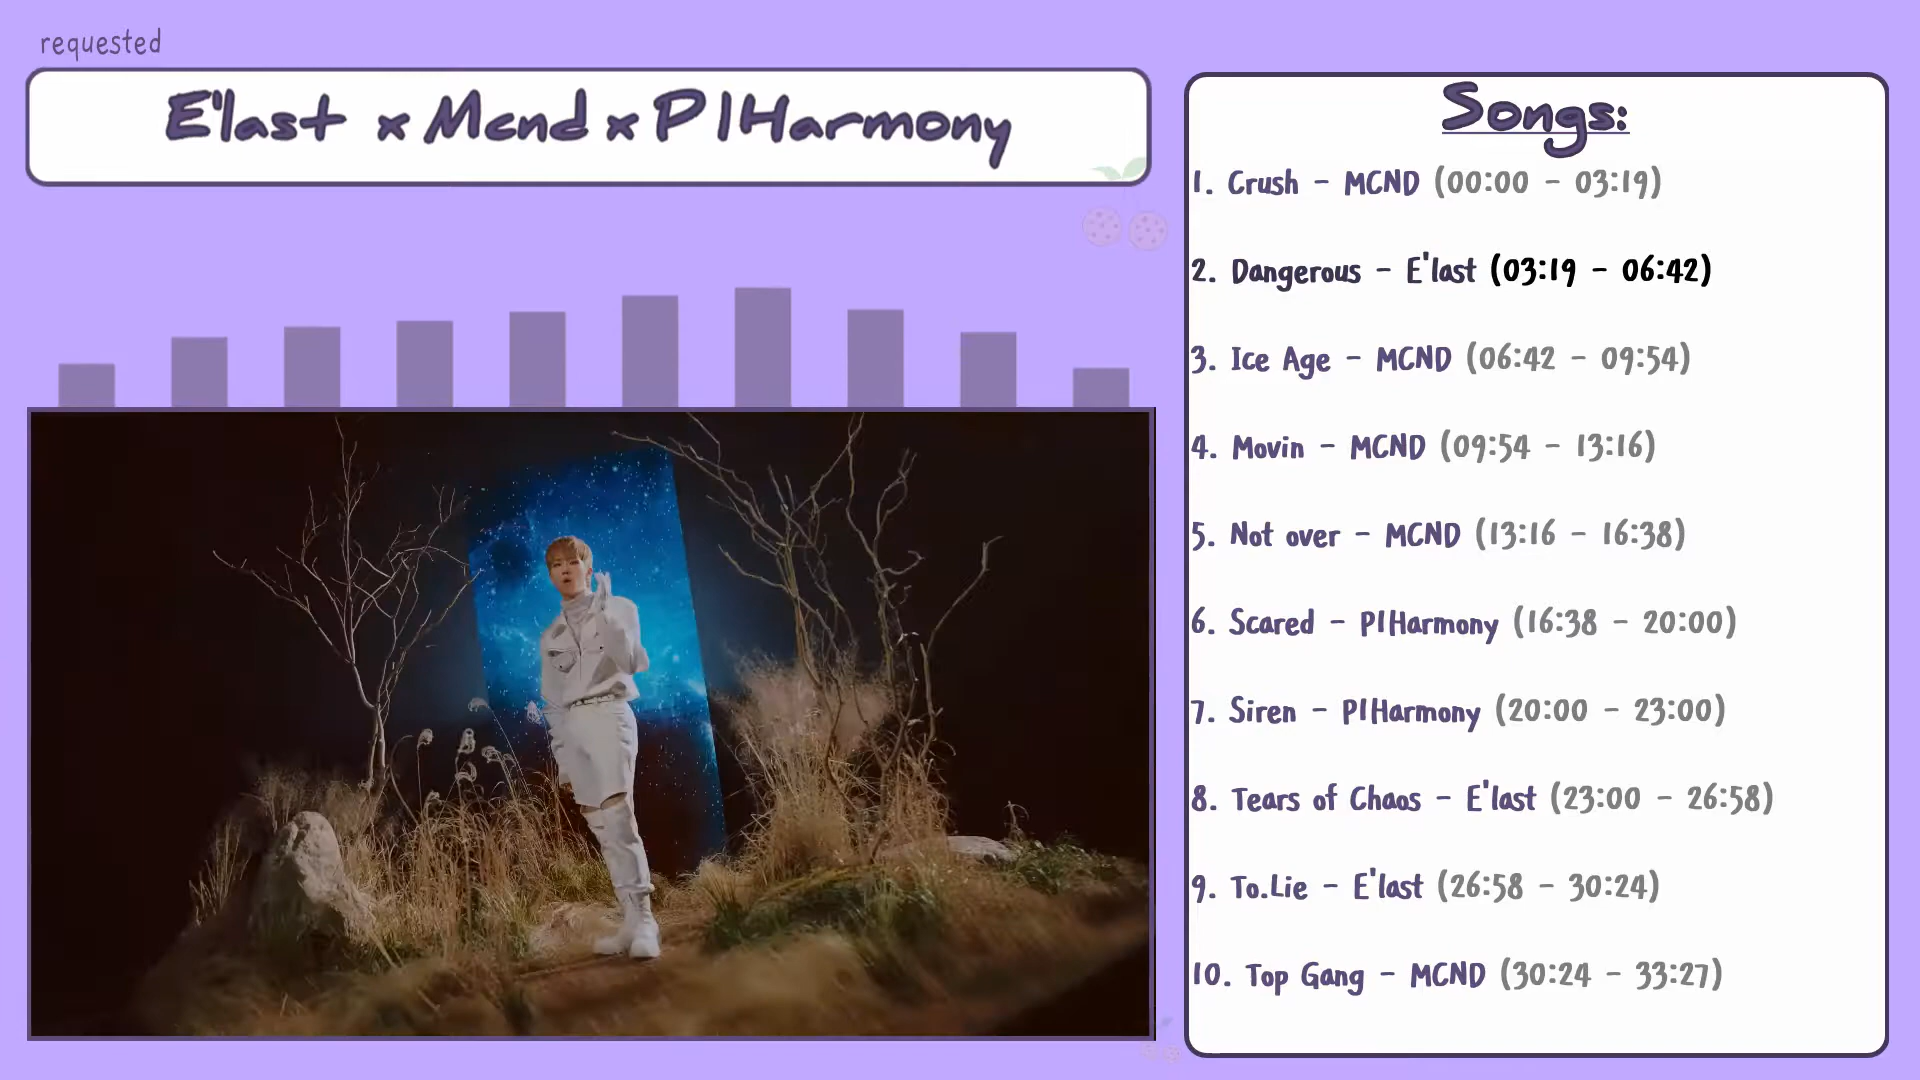 requested
E'last x Mcnd x P1Harmony
Songs:
1. Crush - MCND (00:00 - 03:19)
2. Dangerous - E'last (03:19 - 06:42)
3. Ice Age - MCND (06:42 - 09:54)
4. Movin - MCND (09:54 - 13:16)
5. Not over - MCND (13:16 - 16:38)
6. Scared - P1Harmony (16:38 - 20:00)
7. Siren - P1Harmony (20:00 - 23:00)
8. Tears of Chaos - E'last (23:00 - 26:58)
9. To.Lie - E'last (26:58 - 30:24)
10. Top Gang - MCND (30:24 - 33:27)